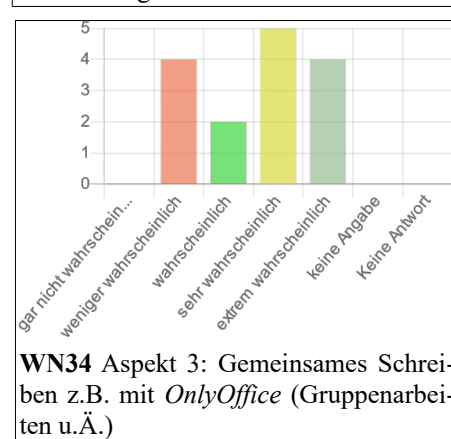 5
4
3
2
1
0
gar nicht wahrschein...
weniger wahrscheinlich
wahrscheinlich
sehr wahrscheinlich
extrem wahrscheinlich
keine Angabe
Keine Antwort
WN34 Aspekt 3: Gemeinsames Schrei-
ben z.B. mit OnlyOffice (Gruppenarbei-
ten u.Ä.)